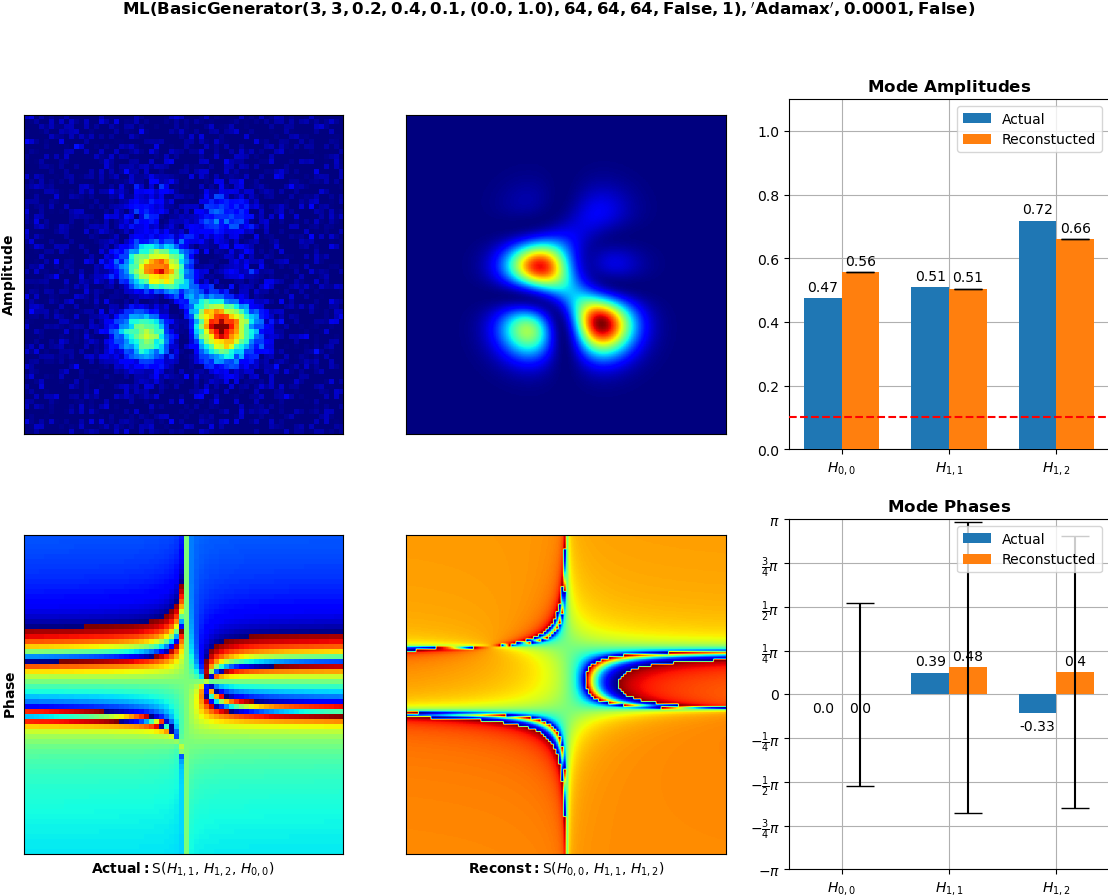 ML(BasicGenerator(3, 3, 0.2, 0.4, 0.1, (0.0, 1.0), 64, 64, 64, False, 1), ′Adamax′, 0.0001, False)
Amplitude
Mode Amplitudes
Actual
Reconstucted
1.0
0.8
0.6
0.4
0.2
0.0
0.47
0.56
0.51
0.51
0.72
0.66
H0,0
H1,1
H1,2
Phase
Actual: S(H1,1, H1,2, H0,0)
Reconst: S(H0,0, H1,1, H1,2)
Mode Phases
Actual
Reconstucted
π
3/4π
1/2π
1/4π
0
−1/4π
−1/2π
−3/4π
−π
0.0
0.0
0.39
0.48
-0.33
0.4
H0,0
H1,1
H1,2